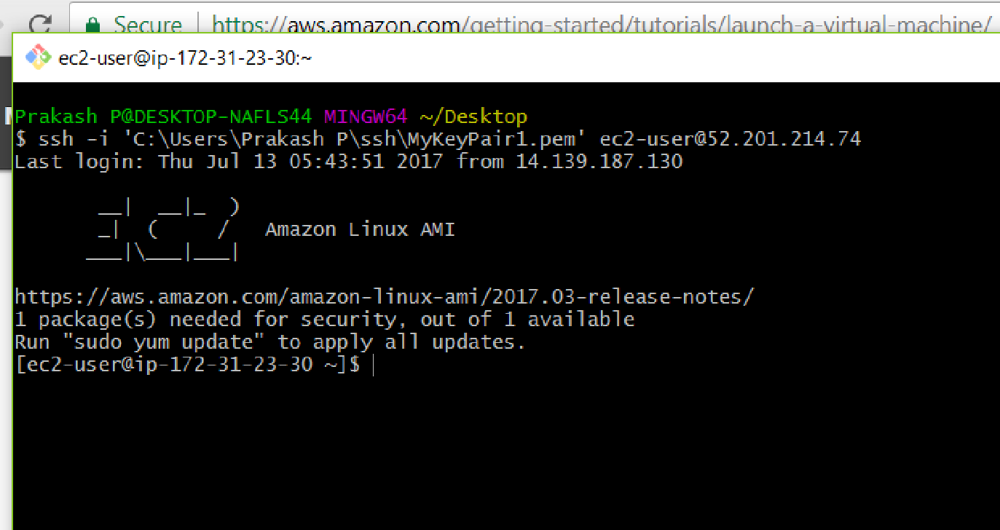 Secure https://aws.amazon.com/getting-started/tutorials/launch-a-virtual-machine/
ec2-user@ip-172-31-23-30:~
Prakash P@DESKTOP-NAFLS44 MINGW64 ~/Desktop
$ ssh -i 'C:\Users\Prakash P\ssh\MyKeyPair1.pem' ec2-user@52.201.214.74
Last login: Thu Jul 13 05:43:51 2017 from 14.139.187.130
       __|  __|_  )
       _|  (     /   Amazon Linux AMI
      ___|\___|___|
https://aws.amazon.com/amazon-linux-ami/2017.03-release-notes/
1 package(s) needed for security, out of 1 available
Run "sudo yum update" to apply all updates.
[ec2-user@ip-172-31-23-30 ~]$